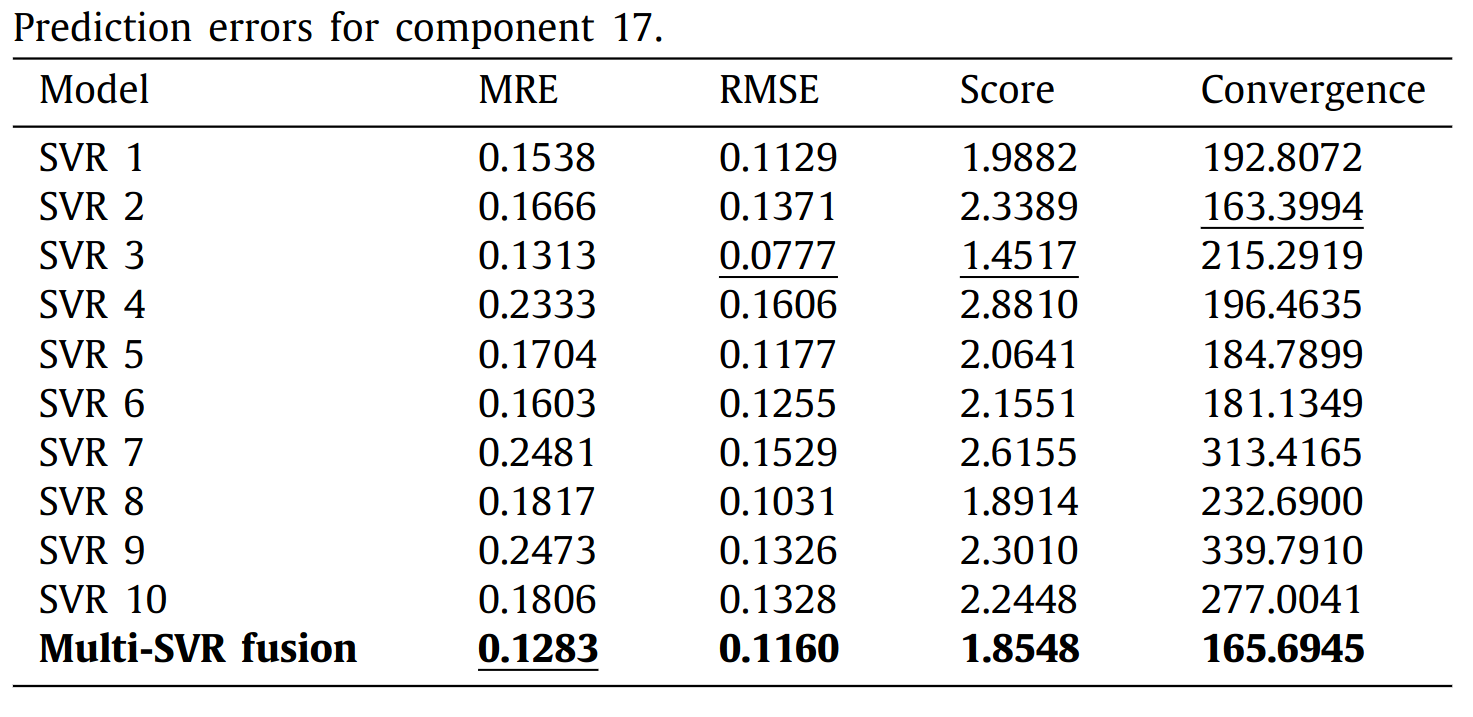 Prediction errors for component 17.
Model MRE RMSE Score Convergence
SVR 1 0.1538 0.1129 1.9882 192.8072
SVR 2 0.1666 0.1371 2.3389 163.3994
SVR 3 0.1313 0.0777 1.4517 215.2919
SVR 4 0.2333 0.1606 2.8810 196.4635
SVR 5 0.1704 0.1177 2.0641 184.7899
SVR 6 0.1603 0.1255 2.1551 181.1349
SVR 7 0.2481 0.1529 2.6155 313.4165
SVR 8 0.1817 0.1031 1.8914 232.6900
SVR 9 0.2473 0.1326 2.3010 339.7910
SVR 10 0.1806 0.1328 2.2448 277.0041
Multi-SVR fusion 0.1283 0.1160 1.8548 165.6945